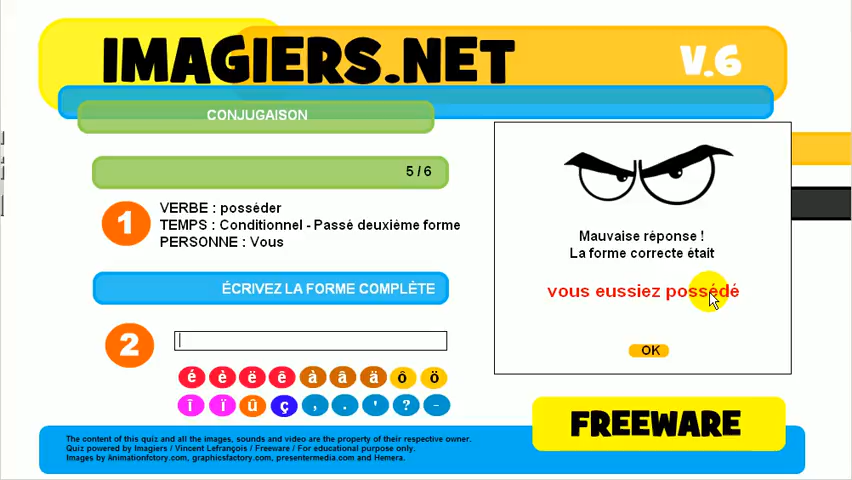 IMAGIERS.NET
V.6
CONJUGAISON
5 / 6
1
VERBE : posséder
TEMPS : Conditionnel - Passé deuxième forme
PERSONNE : Vous
ÉCRIVEZ LA FORME COMPLÈTE
2
é è ë ê à â ä ô ö
î ï û ç , . ' ? -
Mauvaise réponse !
La forme correcte était
vous eussiez possédé
OK
FREEWARE
The content of this quiz and all the images, sounds and video are the property of their respective owner.
Quiz powered by Imagiers / Vincent Lefrançois / Freeware / For educational purpose only.
Images by Animationfctory.com, graphicsfactory.com, presentermedia.com and Hemera.